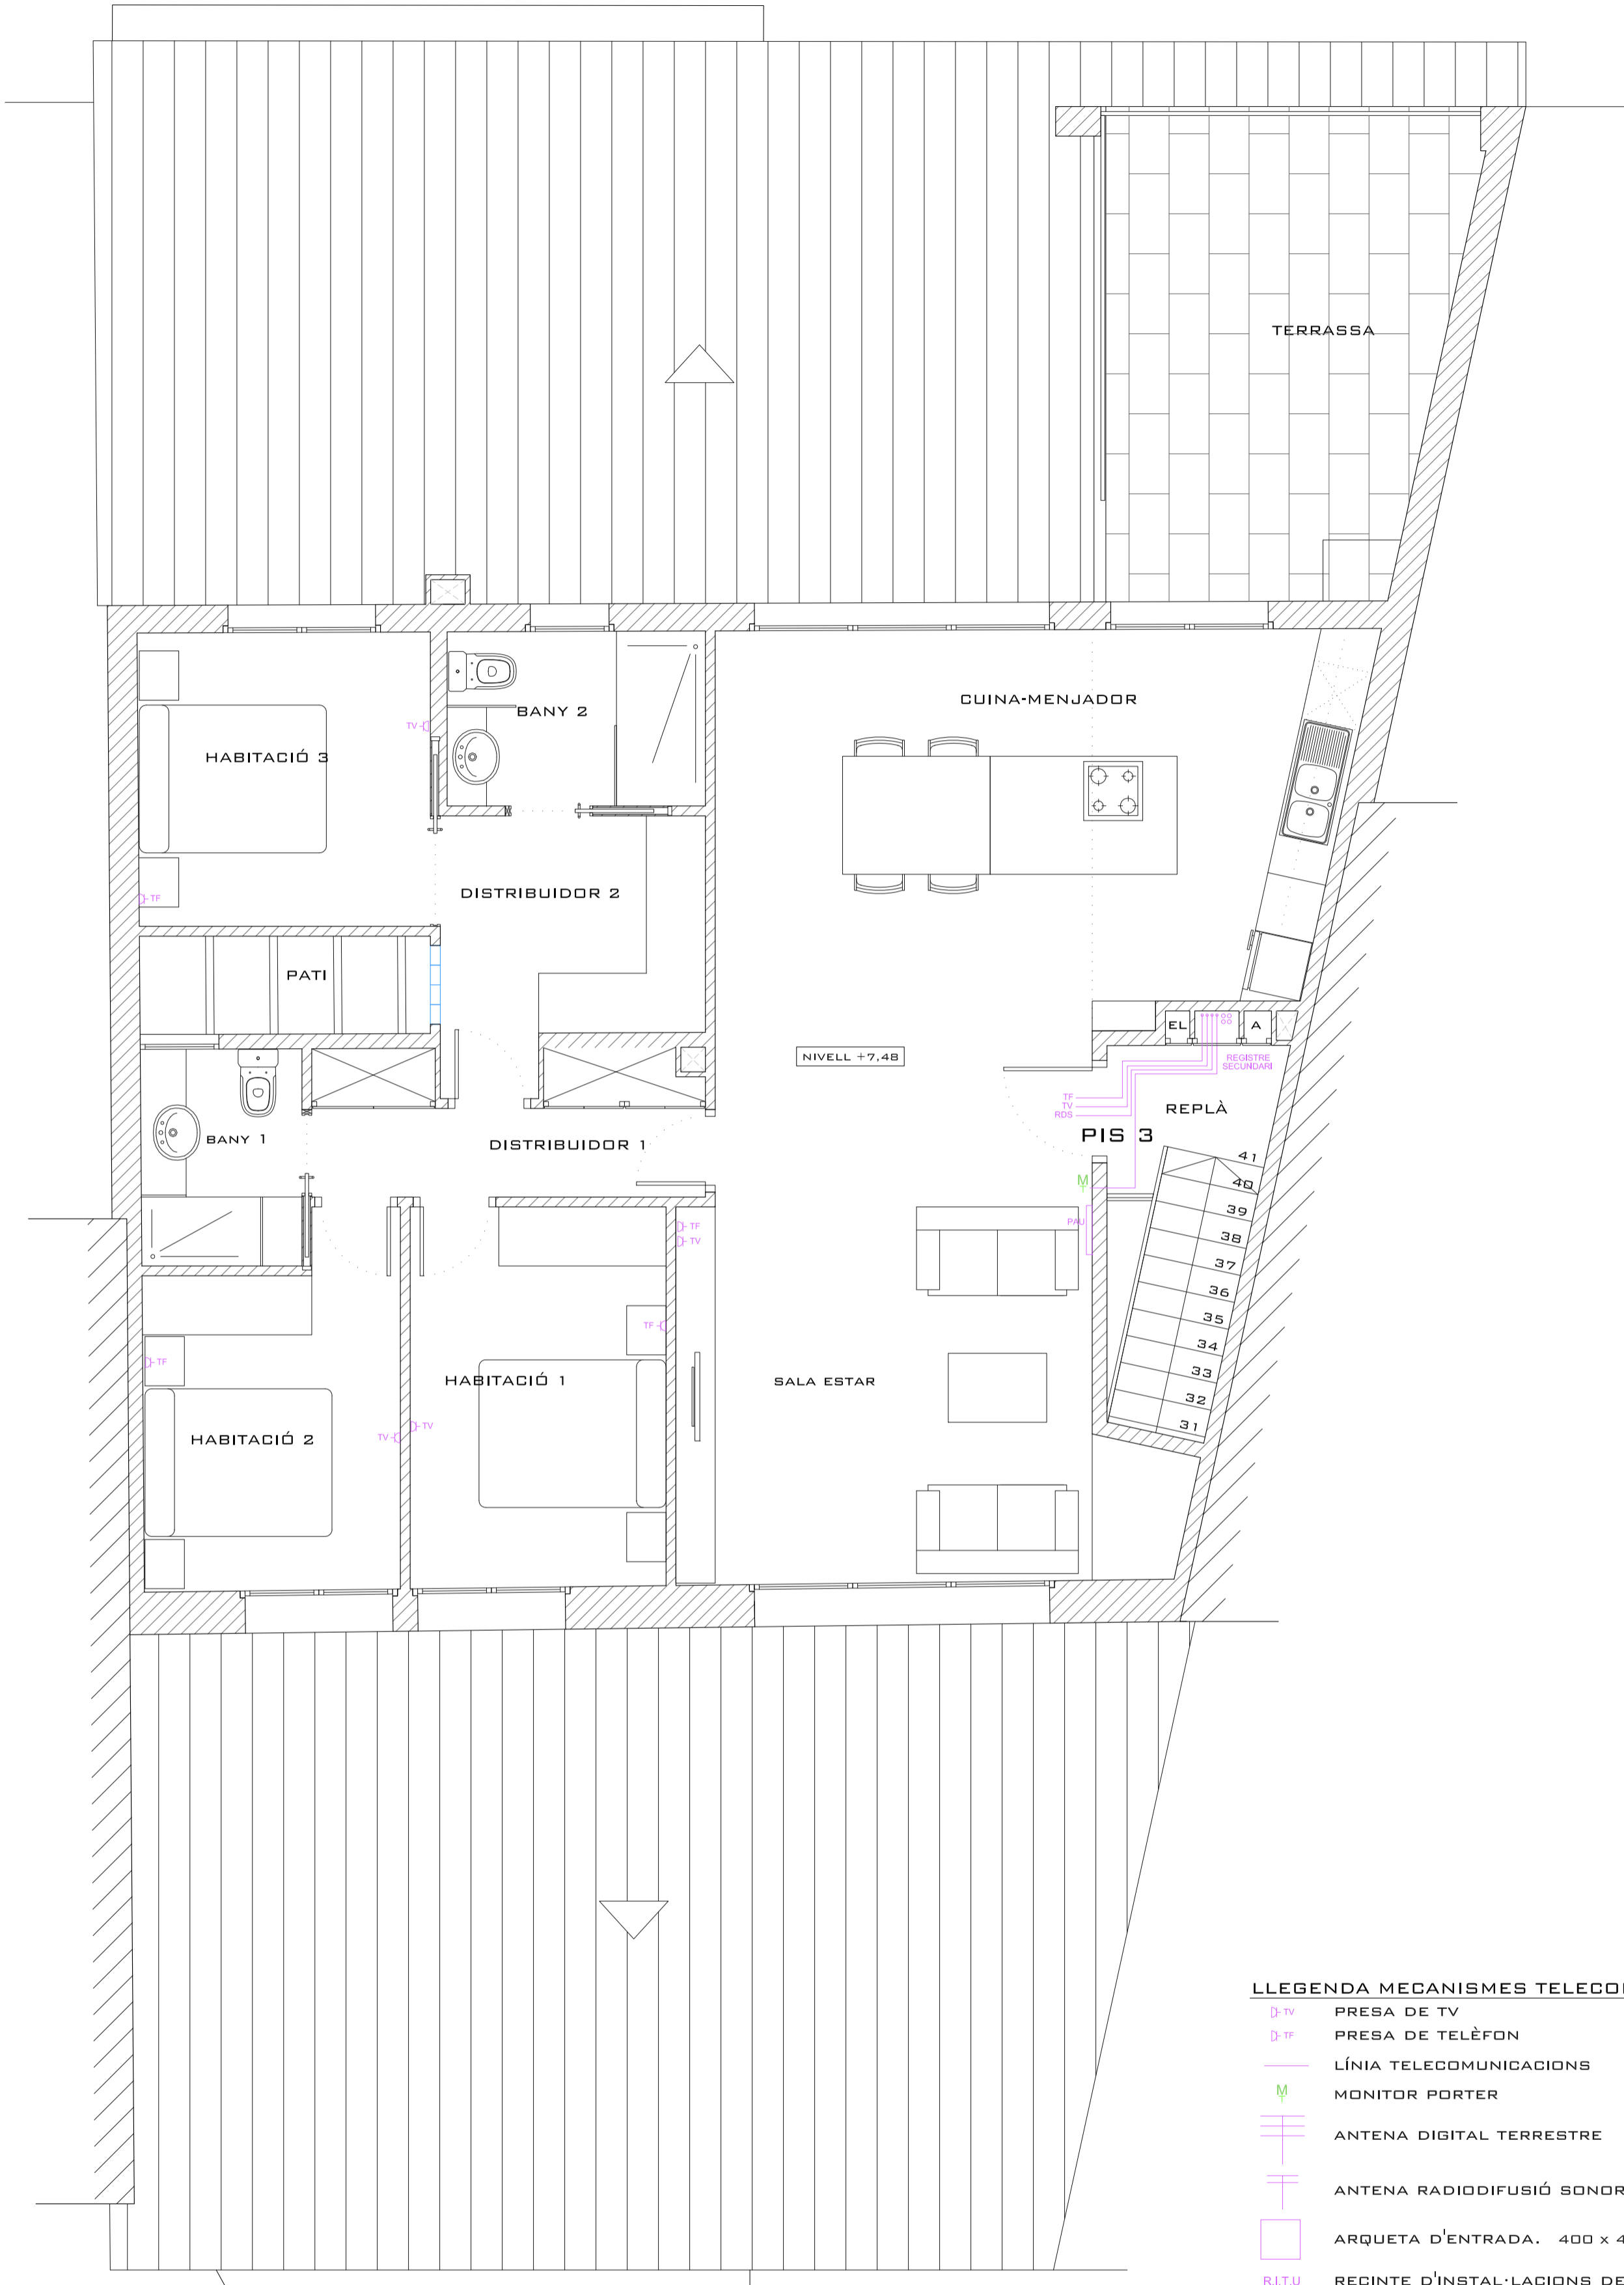 TERRASSA
CUINA-MENJADOR
BANY 2
TV
HABITACIÓ 3
DISTRIBUIDOR 2
TF
PATI
EL
A
NIVELL +7,48
REGISTRE
SECUNDARI
TF
TV
RDS
REPLÀ
PIS 3
BANY 1
DISTRIBUIDOR 1
41
40
39
38
37
36
35
34
33
32
31
M
PAU
TF
TV
TF
TF
HABITACIÓ 1
SALA ESTAR
TV
TV
HABITACIÓ 2
LLEGENDA MECANISMES
TV PRESA DE TV
TF PRESA DE TELÈFON
LÍNIA TELECOMUNICACIONS
M MONITOR PORTER
ANTENA DIGITAL TERRESTRE
ANTENA RADIODIFUSIÓ
ARQUETA D'ENTRADA. 400 x
R.I.T.U RECINTE D'INSTAL·LACIONS